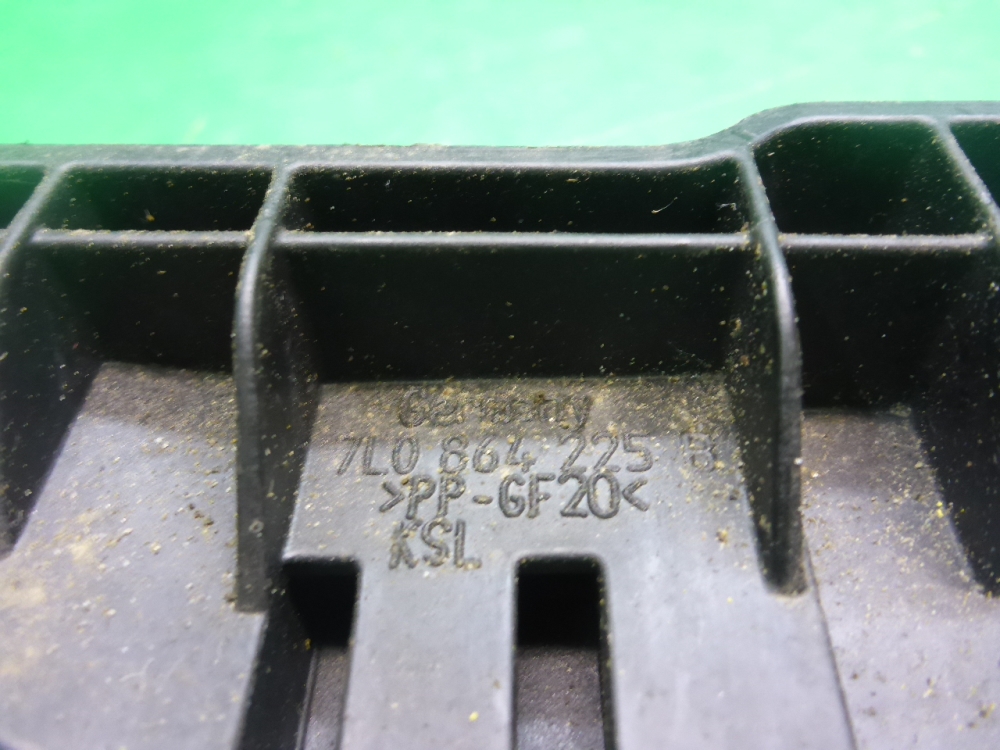 Germany
7L0 864 225 B
>PP-GF20<
KSL